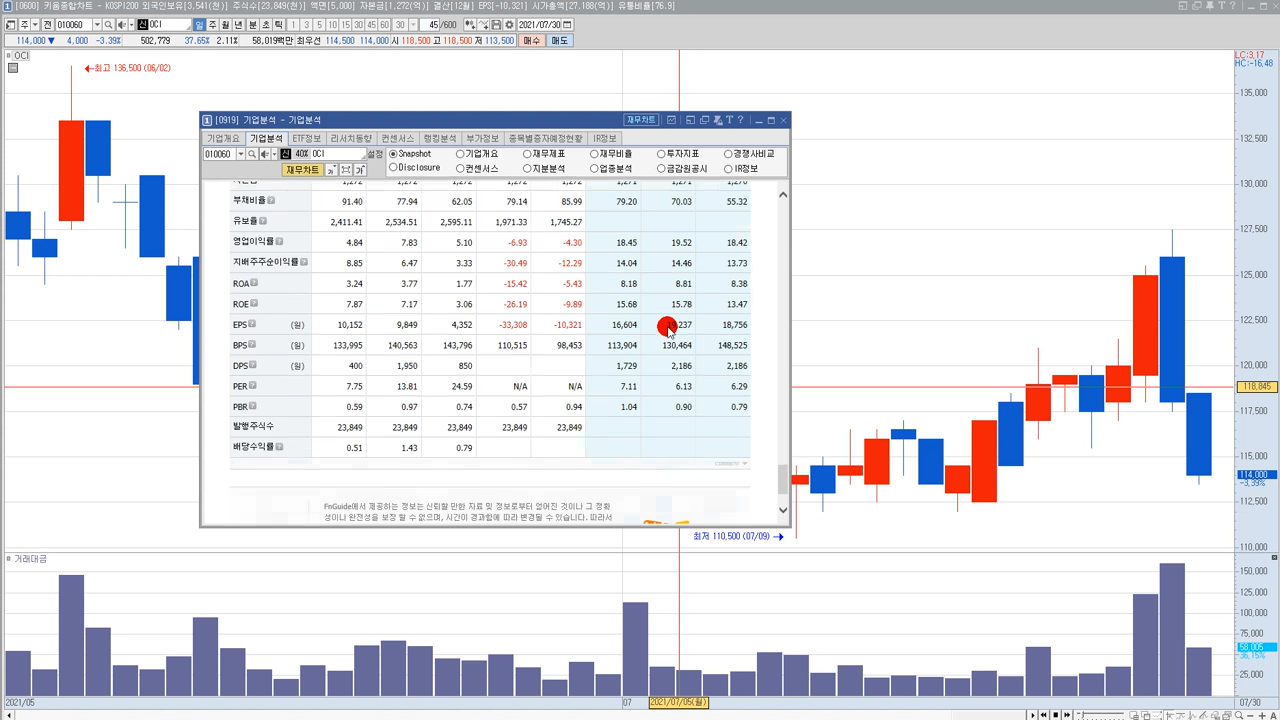 [0600] 키움종합차트 - KOSPI200 외국인보유[3,541(천)] 주식수[23,849(천)] 액면[5,000] 자본금[1,272(억)] 결산[12월] EPS[-10,321] 시가총액[27,188(억)] 유통비율[76.9]
주 전 010060 신 OCI 일 주 월 년 분 초 틱 1 3 5 10 15 20 30 45 60 30 45 /600 2021/07/30
114,000 ▼ 4,000 -3.39% 502,779 37.65% 2.11% 58,019백만 최우선 114,500 114,000 시 118,500 고 118,500 저 113,500 매수 매도
OCI
LC:3,17
HC:-16,48
최고 136,500 (06/02)
135,000
132,500
130,000
127,500
125,000
122,500
120,000
118,845
117,500
115,000
114,000
-3,39%
112,500
110,000
[0919] 기업분석 - 기업분석 재무차트 T ?
기업개요 기업분석 ETF정보 리서치동향 컨센서스 랭킹분석 부가정보 종목별증자예정현황 IR정보
010060 신 40% OCI 설정 Snapshot 기업개요 재무제표 재무비율 투자지표 경쟁사비교
재무차트 Disclosure 컨센서스 지분분석 업종분석 금감원공시 IR정보
부채비율 91.40 77.94 62.05 79.14 85.99 79.20 70.03 55.32
유보율 2,411.41 2,534.51 2,595.11 1,971.33 1,745.27
영업이익률 4.84 7.83 5.10 -6.93 -4.30 18.45 19.52 18.42
지배주주순이익률 8.85 6.47 3.33 -30.49 -12.29 14.04 14.46 13.73
ROA 3.24 3.77 1.77 -15.42 -5.43 8.18 8.81 8.38
ROE 7.87 7.17 3.06 -26.19 -9.89 15.68 15.78 13.47
EPS (원) 10,152 9,849 4,352 -33,308 -10,321 16,604 237 18,756
BPS (원) 133,995 140,563 143,796 110,515 98,453 113,904 130,464 148,525
DPS (원) 400 1,950 850 1,729 2,186 2,186
PER 7.75 13.81 24.59 N/A N/A 7.11 6.13 6.29
PBR 0.59 0.97 0.74 0.57 0.94 1.04 0.90 0.79
발행주식수 23,849 23,849 23,849 23,849 23,849
배당수익률 0.51 1.43 0.79
FnGuide에서 제공하는 정보는 신뢰할 만한 자료 및 정보로부터 얻어진 것이나 그 정확
성이나 완전성을 보장 할 수 없으며, 시간이 경과함에 따라 변경될 수 있습니다. 따라서
최저 110,500 (07/09)
거래대금
150,000
125,000
100,000
75,000
58,005
36,15%
25,000
2021/05 07 2021/07/05(월) 07/30